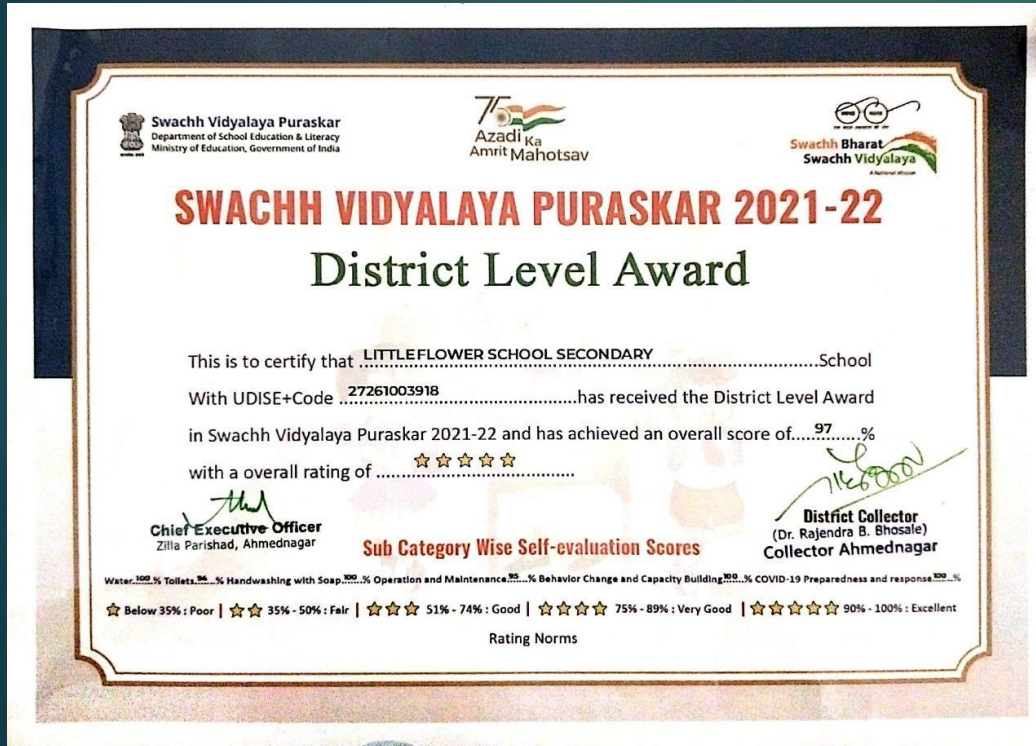 Swachh Vidyalaya Puraskar
Department of School Education & Literacy
Ministry of Education, Government of India
75
Azadi Ka
Amrit Mahotsav
Swachh Bharat
Swachh Vidyalaya
A National Mission
SWACHH VIDYALAYA PURASKAR 2021-22
District Level Award
This is to certify that LITTLEFLOWER SCHOOL SECONDARY School
With UDISE+Code 27261003918 has received the District Level Award
in Swachh Vidyalaya Puraskar 2021-22 and has achieved an overall score of 97 %
with a overall rating of
Chief Executive Officer
Zilla Parishad, Ahmednagar
District Collector
(Dr. Rajendra B. Bhosale)
Collector Ahmednagar
Sub Category Wise Self-evaluation Scores
Water 100 % Toilets % Handwashing with Soap 100 % Operation and Maintenance 95 % Behavior Change and Capacity Building 100 % COVID-19 Preparedness and response 100 %
Below 35% : Poor | 35% - 50% : Fair | 51% - 74% : Good | 75% - 89% : Very Good | 90% - 100% : Excellent
Rating Norms